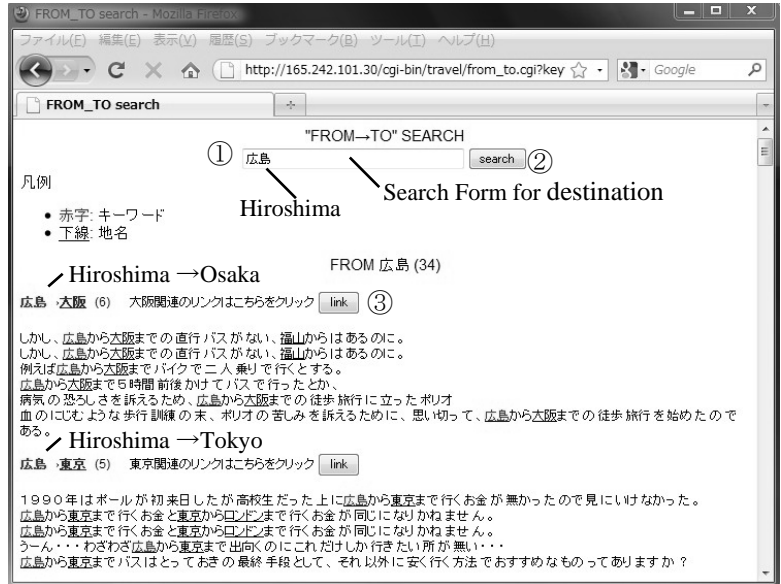 FROM_TO search - Mozilla Firefox
ファイル(F) 編集(E) 表示(V) 履歴(S) ブックマーク(B) ツール(T) ヘルプ(H)
http://165.242.101.30/cgi-bin/travel/from_to.cgi?key Google
FROM_TO search
"FROM→TO" SEARCH
① 広島 search ②
凡例 Hiroshima Search Form for destination
• 赤字: キーワード
• 下線: 地名
FROM 広島 (34)
Hiroshima →Osaka
広島 →大阪 (6) 大阪関連のリンクはこちらをクリック link ③
しかし、広島から大阪までの直行バスがない、福山からはあるのに。
しかし、広島から大阪までの直行バスがない、福山からはあるのに。
例えば広島から大阪までバイクで二人乗りで行くとする。
広島から大阪まで5時間前後かけてバスで行ったとか、
病気の恐ろしさを訴えるため、広島から大阪までの徒歩旅行に立ったポリオ
血のにじむような歩行訓練の末、ポリオの苦しみを訴えるために、思い切って、広島から大阪までの徒歩旅行を始めたので
ある。
Hiroshima →Tokyo
広島 →東京 (5) 東京関連のリンクはこちらをクリック link
1990年はポールが初来日したが高校生だった上に広島から東京まで行くお金が無かったので見にいけなかった。
広島から東京まで行くお金と東京からロンドンまで行くお金が同じになりかねません。
広島から東京まで行くお金と東京からロンドンまで行くお金が同じになりかねません。
うーん・・・わざわざ広島から東京まで出向くのにこれだけしか行きたい所が無い・・・
広島から東京までバスはとっておきの最終手段として、それ以外に安く行く方法でおすすめなものってありますか？